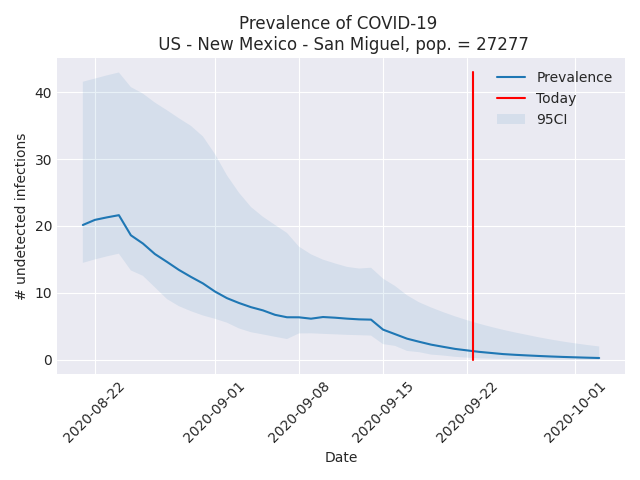 Prevalence of COVID-19
US - New Mexico - San Miguel, pop. = 27277
# undetected infections
40
30
20
10
0
Prevalence
Today
95CI
2020-08-22
2020-09-01
2020-09-08
2020-09-15
2020-09-22
2020-10-01
Date